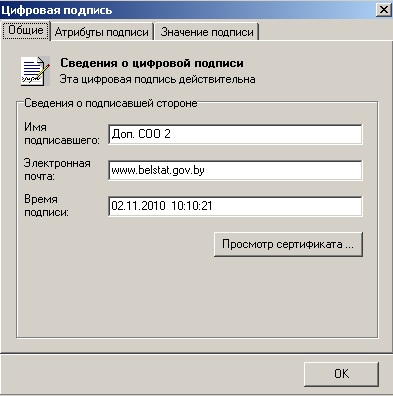 Цифровая подпись
Общие Атрибуты подписи Значение подписи
Сведения о цифровой подписи
Эта цифровая подпись действительна
Сведения о подписавшей стороне
Имя
подписавшего: Доп. СОО 2
Электронная
почта: www.belstat.gov.by
Время
подписи: 02.11.2010 10:10:21
Просмотр сертификата ...
OK